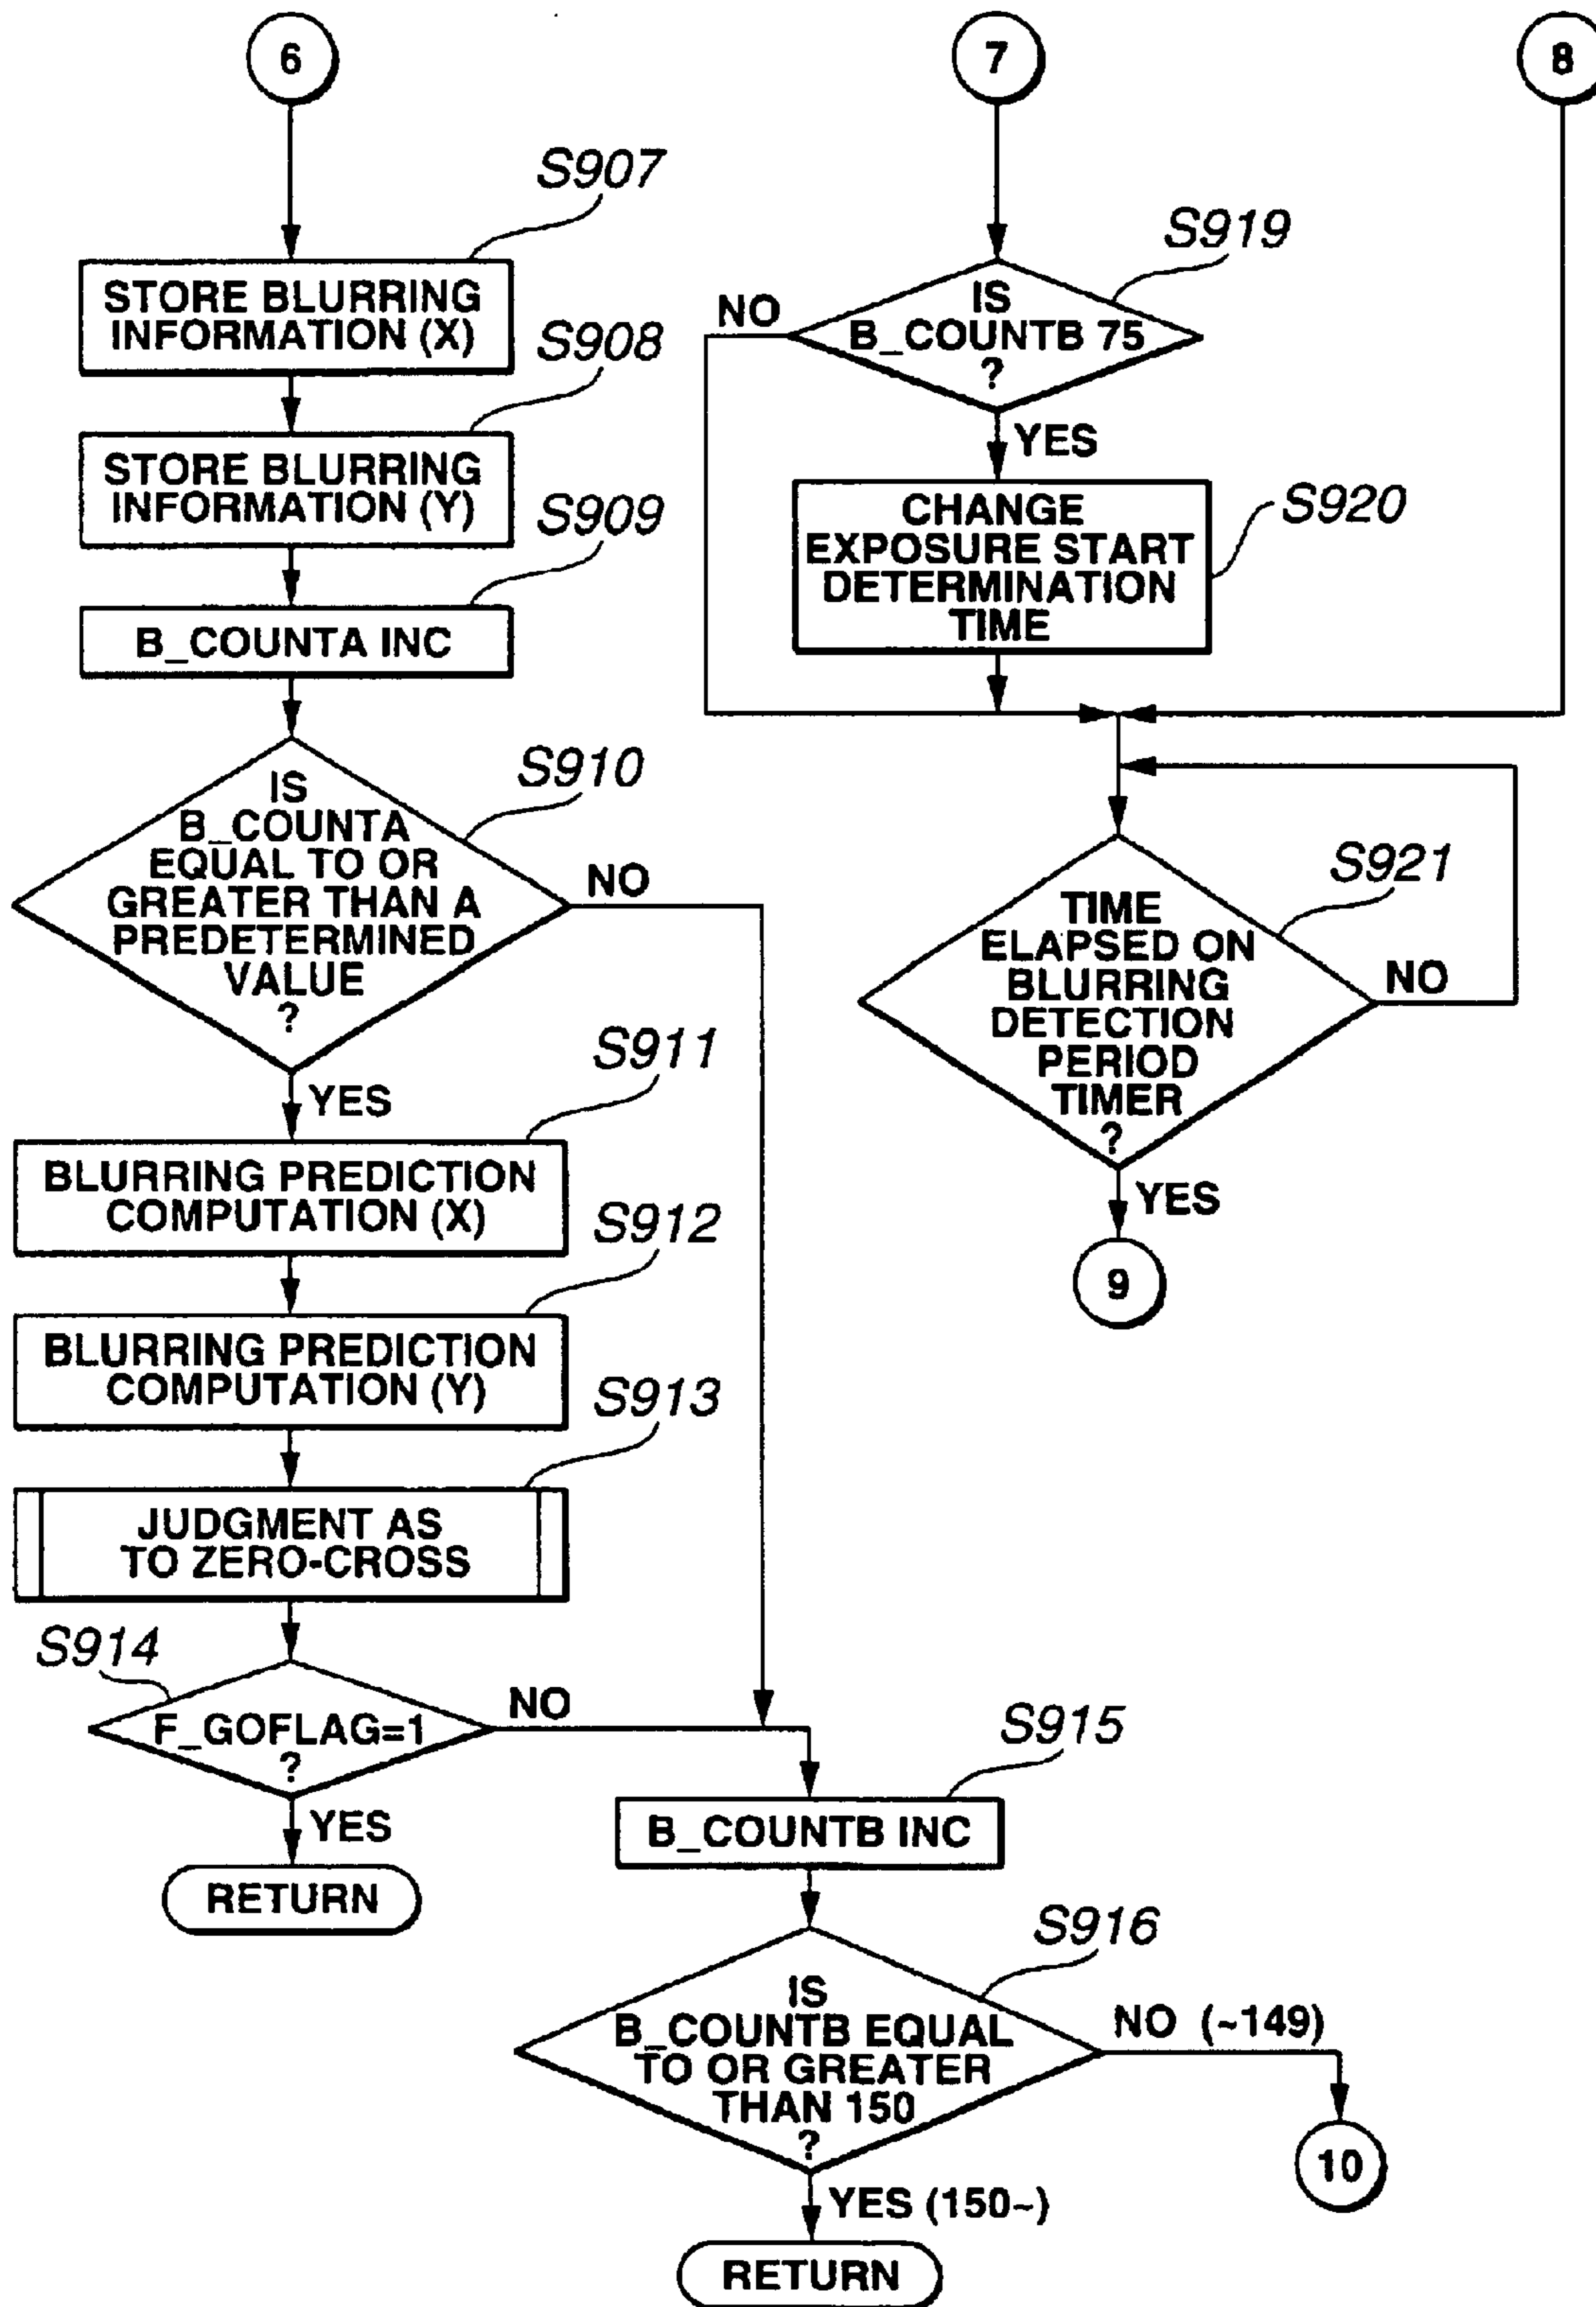 6
S907
STORE BLURRING
INFORMATION (X)
S908
STORE BLURRING
INFORMATION (Y)
S909
B_COUNTA INC
S910
IS
B_COUNTA
EQUAL TO OR
GREATER THAN A
PREDETERMINED
VALUE
?
NO
YES
S911
BLURRING PREDICTION
COMPUTATION (X)
S912
BLURRING PREDICTION
COMPUTATION (Y)
S913
JUDGMENT AS
TO ZERO-CROSS
S914
F_GOFLAG=1
?
NO
YES
RETURN
S915
B_COUNTB INC
S916
IS
B_COUNTB EQUAL
TO OR GREATER
THAN 150
?
NO (~149)
10
YES (150~)
RETURN
7
S919
IS
B_COUNTB 75
?
NO
YES
S920
CHANGE
EXPOSURE START
DETERMINATION
TIME
8
S921
TIME
ELAPSED ON
BLURRING
DETECTION
PERIOD
TIMER
?
NO
YES
9